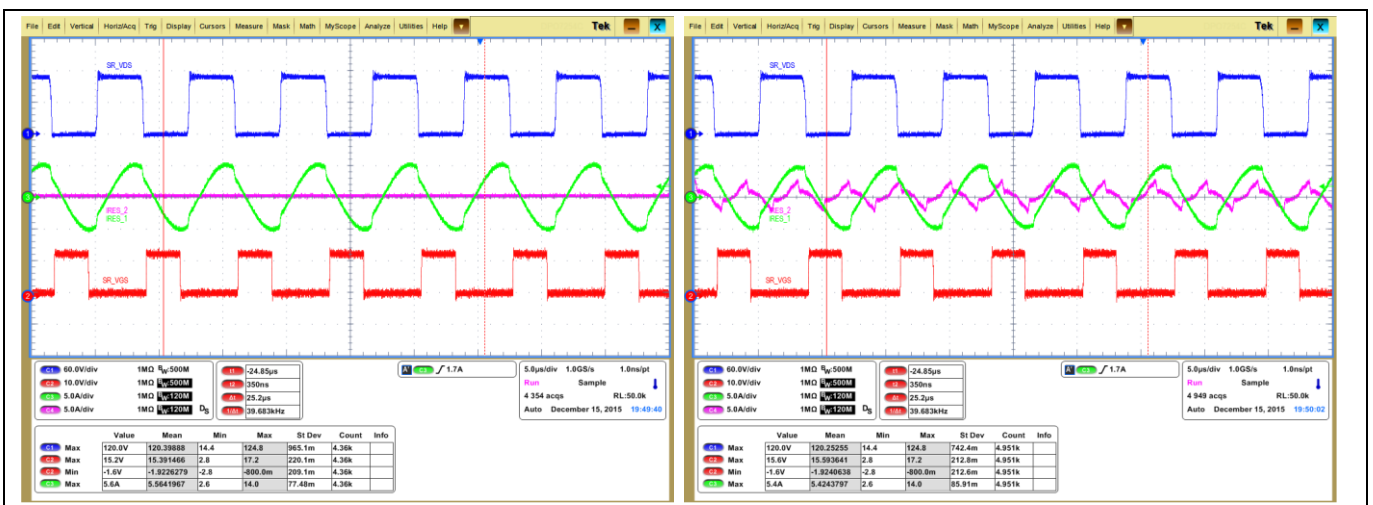 File Edit Vertical Horiz/Acq Trig Display Cursors Measure Mask Math MyScope Analyze Utilities Help Tek X
SR_VDS
1
IRES_2
IRES_1
SR_VGS
2
C1 60.0V/div 1MΩ BW:500M
C2 10.0V/div 1MΩ BW:500M
C3 5.0A/div 1MΩ BW:120M
C4 5.0A/div 1MΩ BW:120M Ds
t1 -24.85µs
t2 350ns
Δt 25.2µs
1/Δt 39.683kHz
A' C3 / 1.7A
5.0µs/div 1.0GS/s 1.0ns/pt
Run Sample
4 354 acqs RL:50.0k
Auto December 15, 2015 19:49:40
Value Mean Min Max St Dev Count Info
C1 Max 120.0V 120.39888 14.4 124.8 965.1m 4.36k
C2 Max 15.2V 15.391466 2.8 17.2 220.1m 4.36k
C2 Min -1.6V -1.9226279 -2.8 -800.0m 209.1m 4.36k
C3 Max 5.6A 5.5641967 2.6 14.0 77.48m 4.36k
File Edit Vertical Horiz/Acq Trig Display Cursors Measure Mask Math MyScope Analyze Utilities Help Tek X
SR_VDS
1
IRES_2
IRES_1
SR_VGS
2
C1 60.0V/div 1MΩ BW:500M
C2 10.0V/div 1MΩ BW:500M
C3 5.0A/div 1MΩ BW:120M
C4 5.0A/div 1MΩ BW:120M Ds
t1 -24.85µs
t2 350ns
Δt 25.2µs
1/Δt 39.683kHz
A' C3 / 1.7A
5.0µs/div 1.0GS/s 1.0ns/pt
Run Sample
4 949 acqs RL:50.0k
Auto December 15, 2015 19:50:02
Value Mean Min Max St Dev Count Info
C1 Max 120.0V 120.25255 14.4 124.8 742.4m 4.951k
C2 Max 15.6V 15.593641 2.8 17.2 212.8m 4.951k
C2 Min -1.6V -1.9240638 -2.8 -800.0m 212.6m 4.951k
C3 Max 5.4A 5.4243797 2.6 14.0 85.91m 4.951k